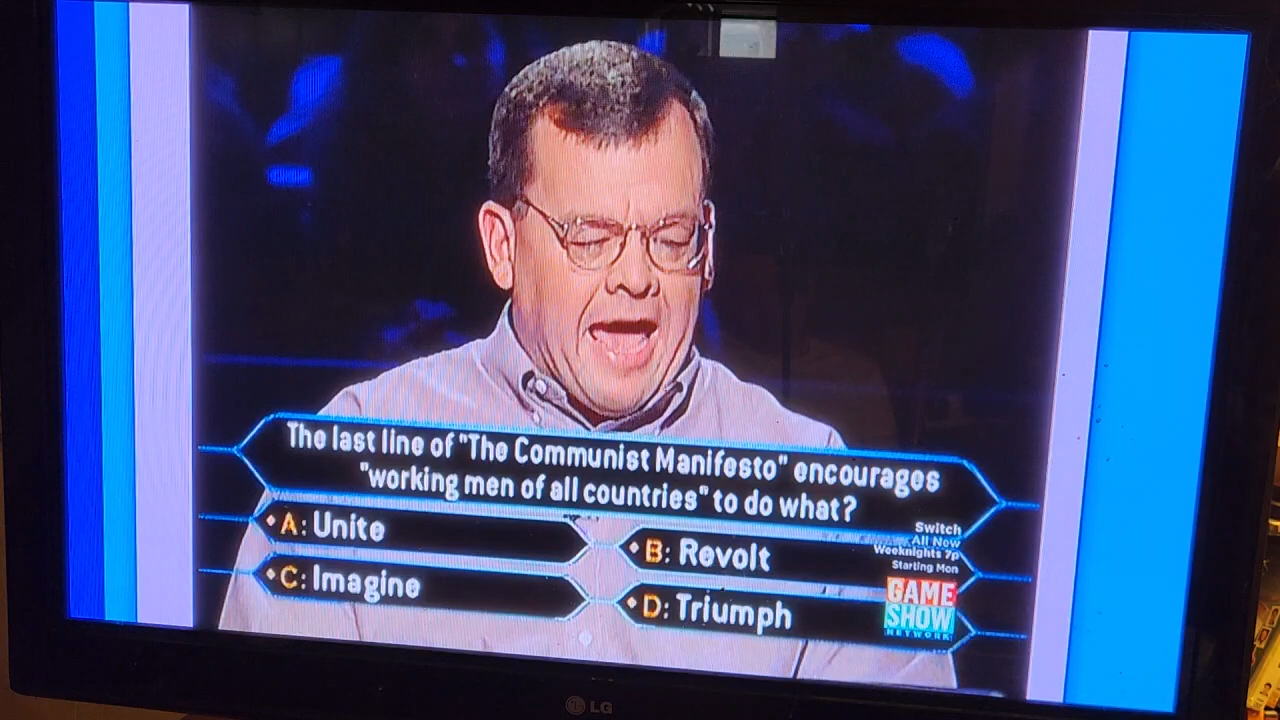 The last line of "The Communist Manifesto" encourages
"working men of all countries" to do what?
A: Unite
B: Revolt
C: Imagine
D: Triumph
Switch
All New
Weeknights 7p
Starting Mon
GAME
SHOW
NETWORK
LG